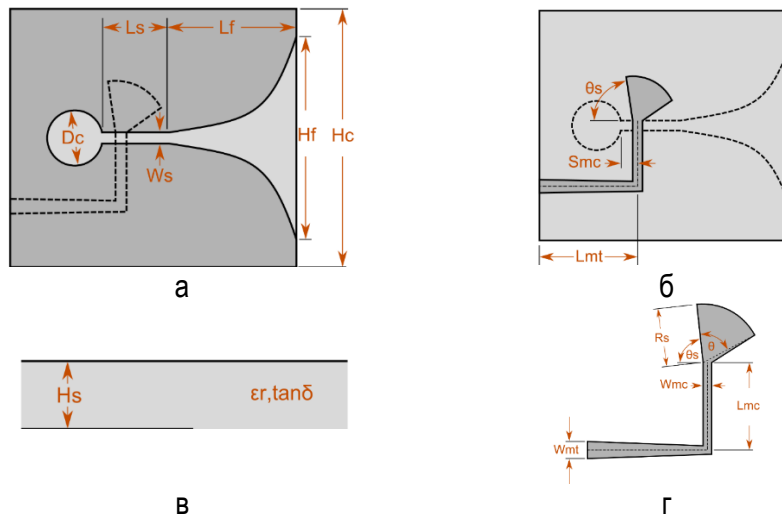 Ls
Lf
Dc
Ws
Hf
Hc
а
θs
Smc
Lmt
б
Hs
εr,tanδ
в
Rs
θs
θ
Wmc
Lmc
Wmt
г